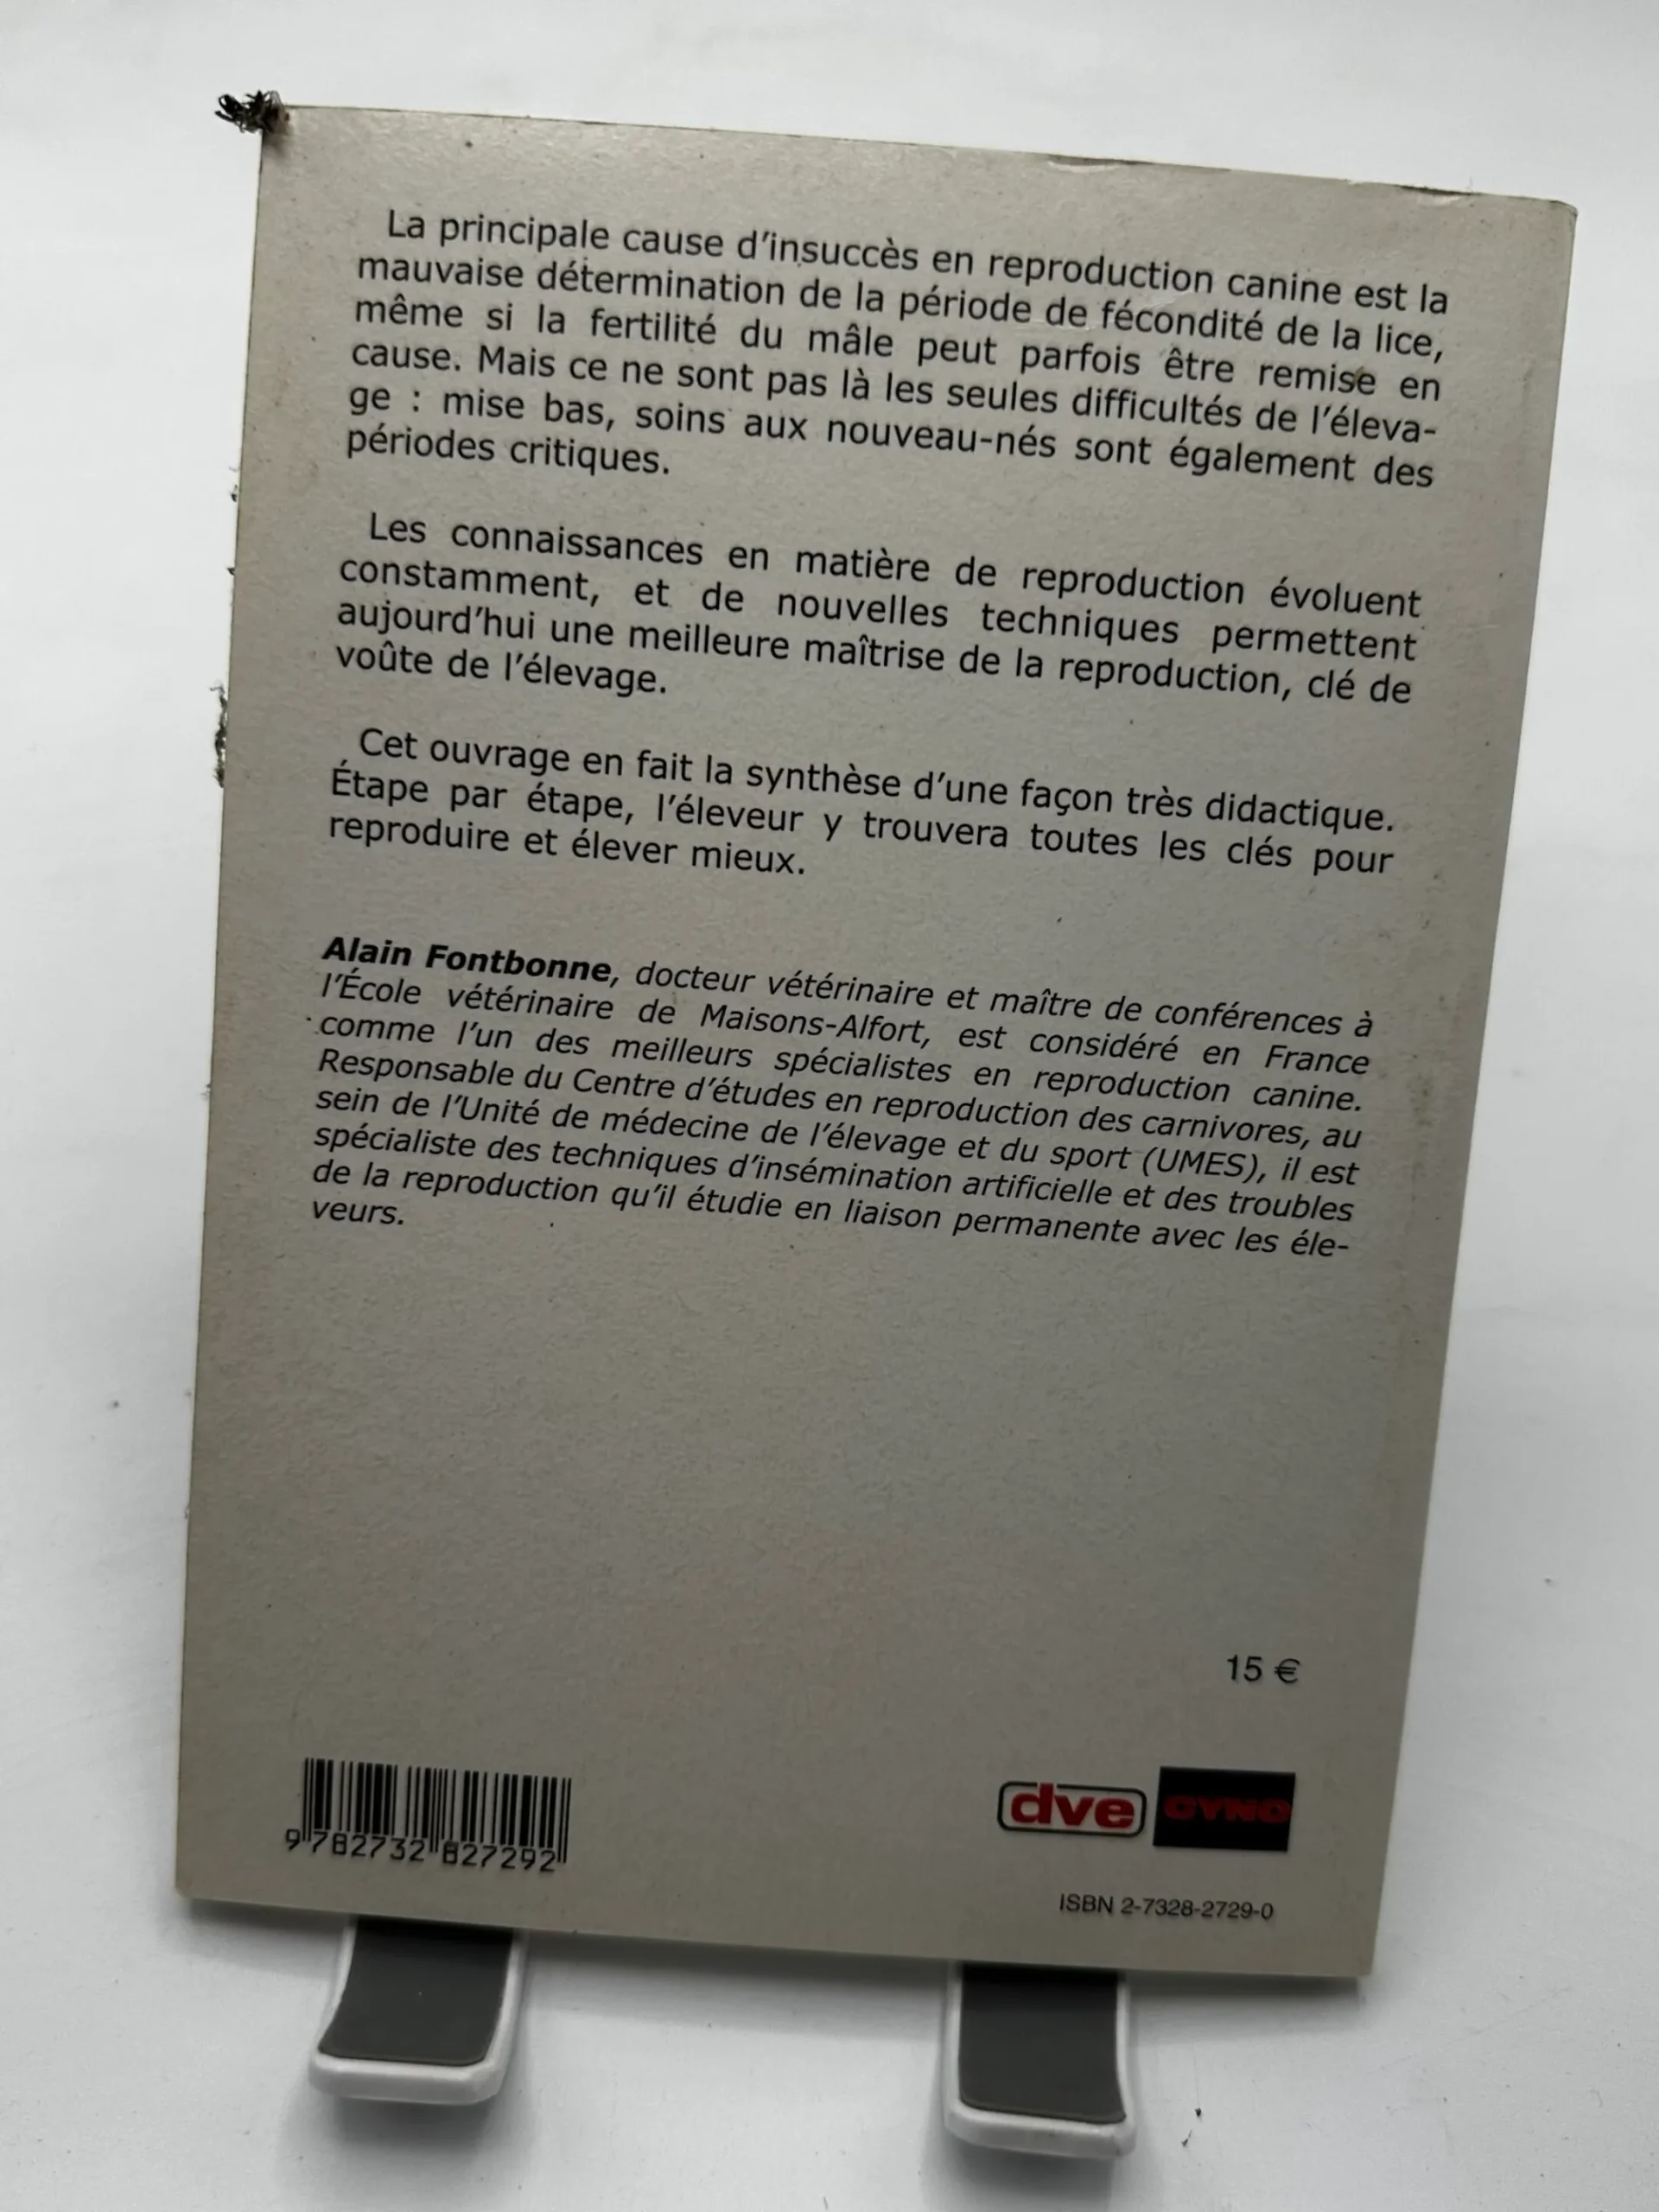 La principale cause d'insuccès en reproduction canine est la
mauvaise détermination de la période de fécondité de la lice,
même si la fertilité du mâle peut parfois être remise en
cause. Mais ce ne sont pas là les seules difficultés de l'éleva-
ge : mise bas, soins aux nouveau-nés sont également des
périodes critiques.
Les connaissances en matière de reproduction évoluent
constamment, et de nouvelles techniques permettent
aujourd'hui une meilleure maîtrise de la reproduction, clé de
voûte de l'élevage.
Cet ouvrage en fait la synthèse d'une façon très didactique.
Étape par étape, l'éleveur y trouvera toutes les clés pour
reproduire et élever mieux.
Alain Fontbonne, docteur vétérinaire et maître de conférences à
l'École vétérinaire de Maisons-Alfort, est considéré en France
comme l'un des meilleurs spécialistes en reproduction canine.
Responsable du Centre d'études en reproduction des carnivores, au
sein de l'Unité de médecine de l'élevage et du sport (UMES), il est
spécialiste des techniques d'insémination artificielle et des troubles
de la reproduction qu'il étudie en liaison permanente avec les éle-
veurs.
15 €
dve CYNO
9 782732 827292
ISBN 2-7328-2729-0